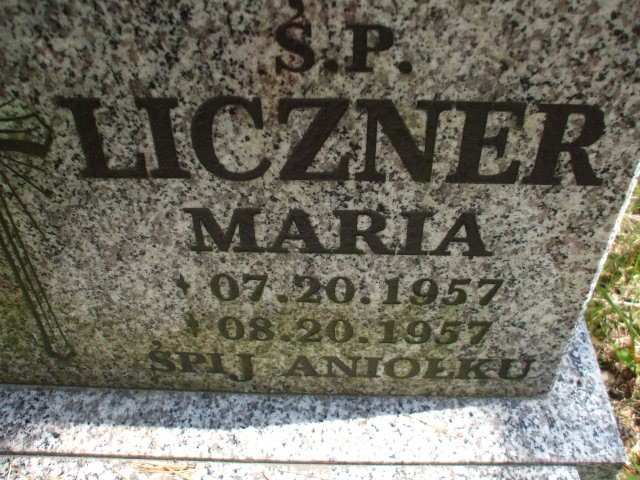 Ś.P.
LICZNER
MARIA
07.20.1957
08.20.1957
ŚPIJ ANIOŁKU